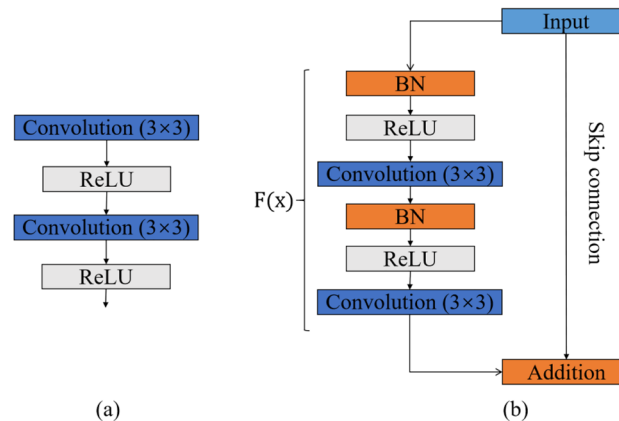 Convolution (3×3)
ReLU
Convolution (3×3)
ReLU
(a)
Input
BN
ReLU
Convolution (3×3)
BN
ReLU
Convolution (3×3)
F(x)
Skip connection
Addition
(b)